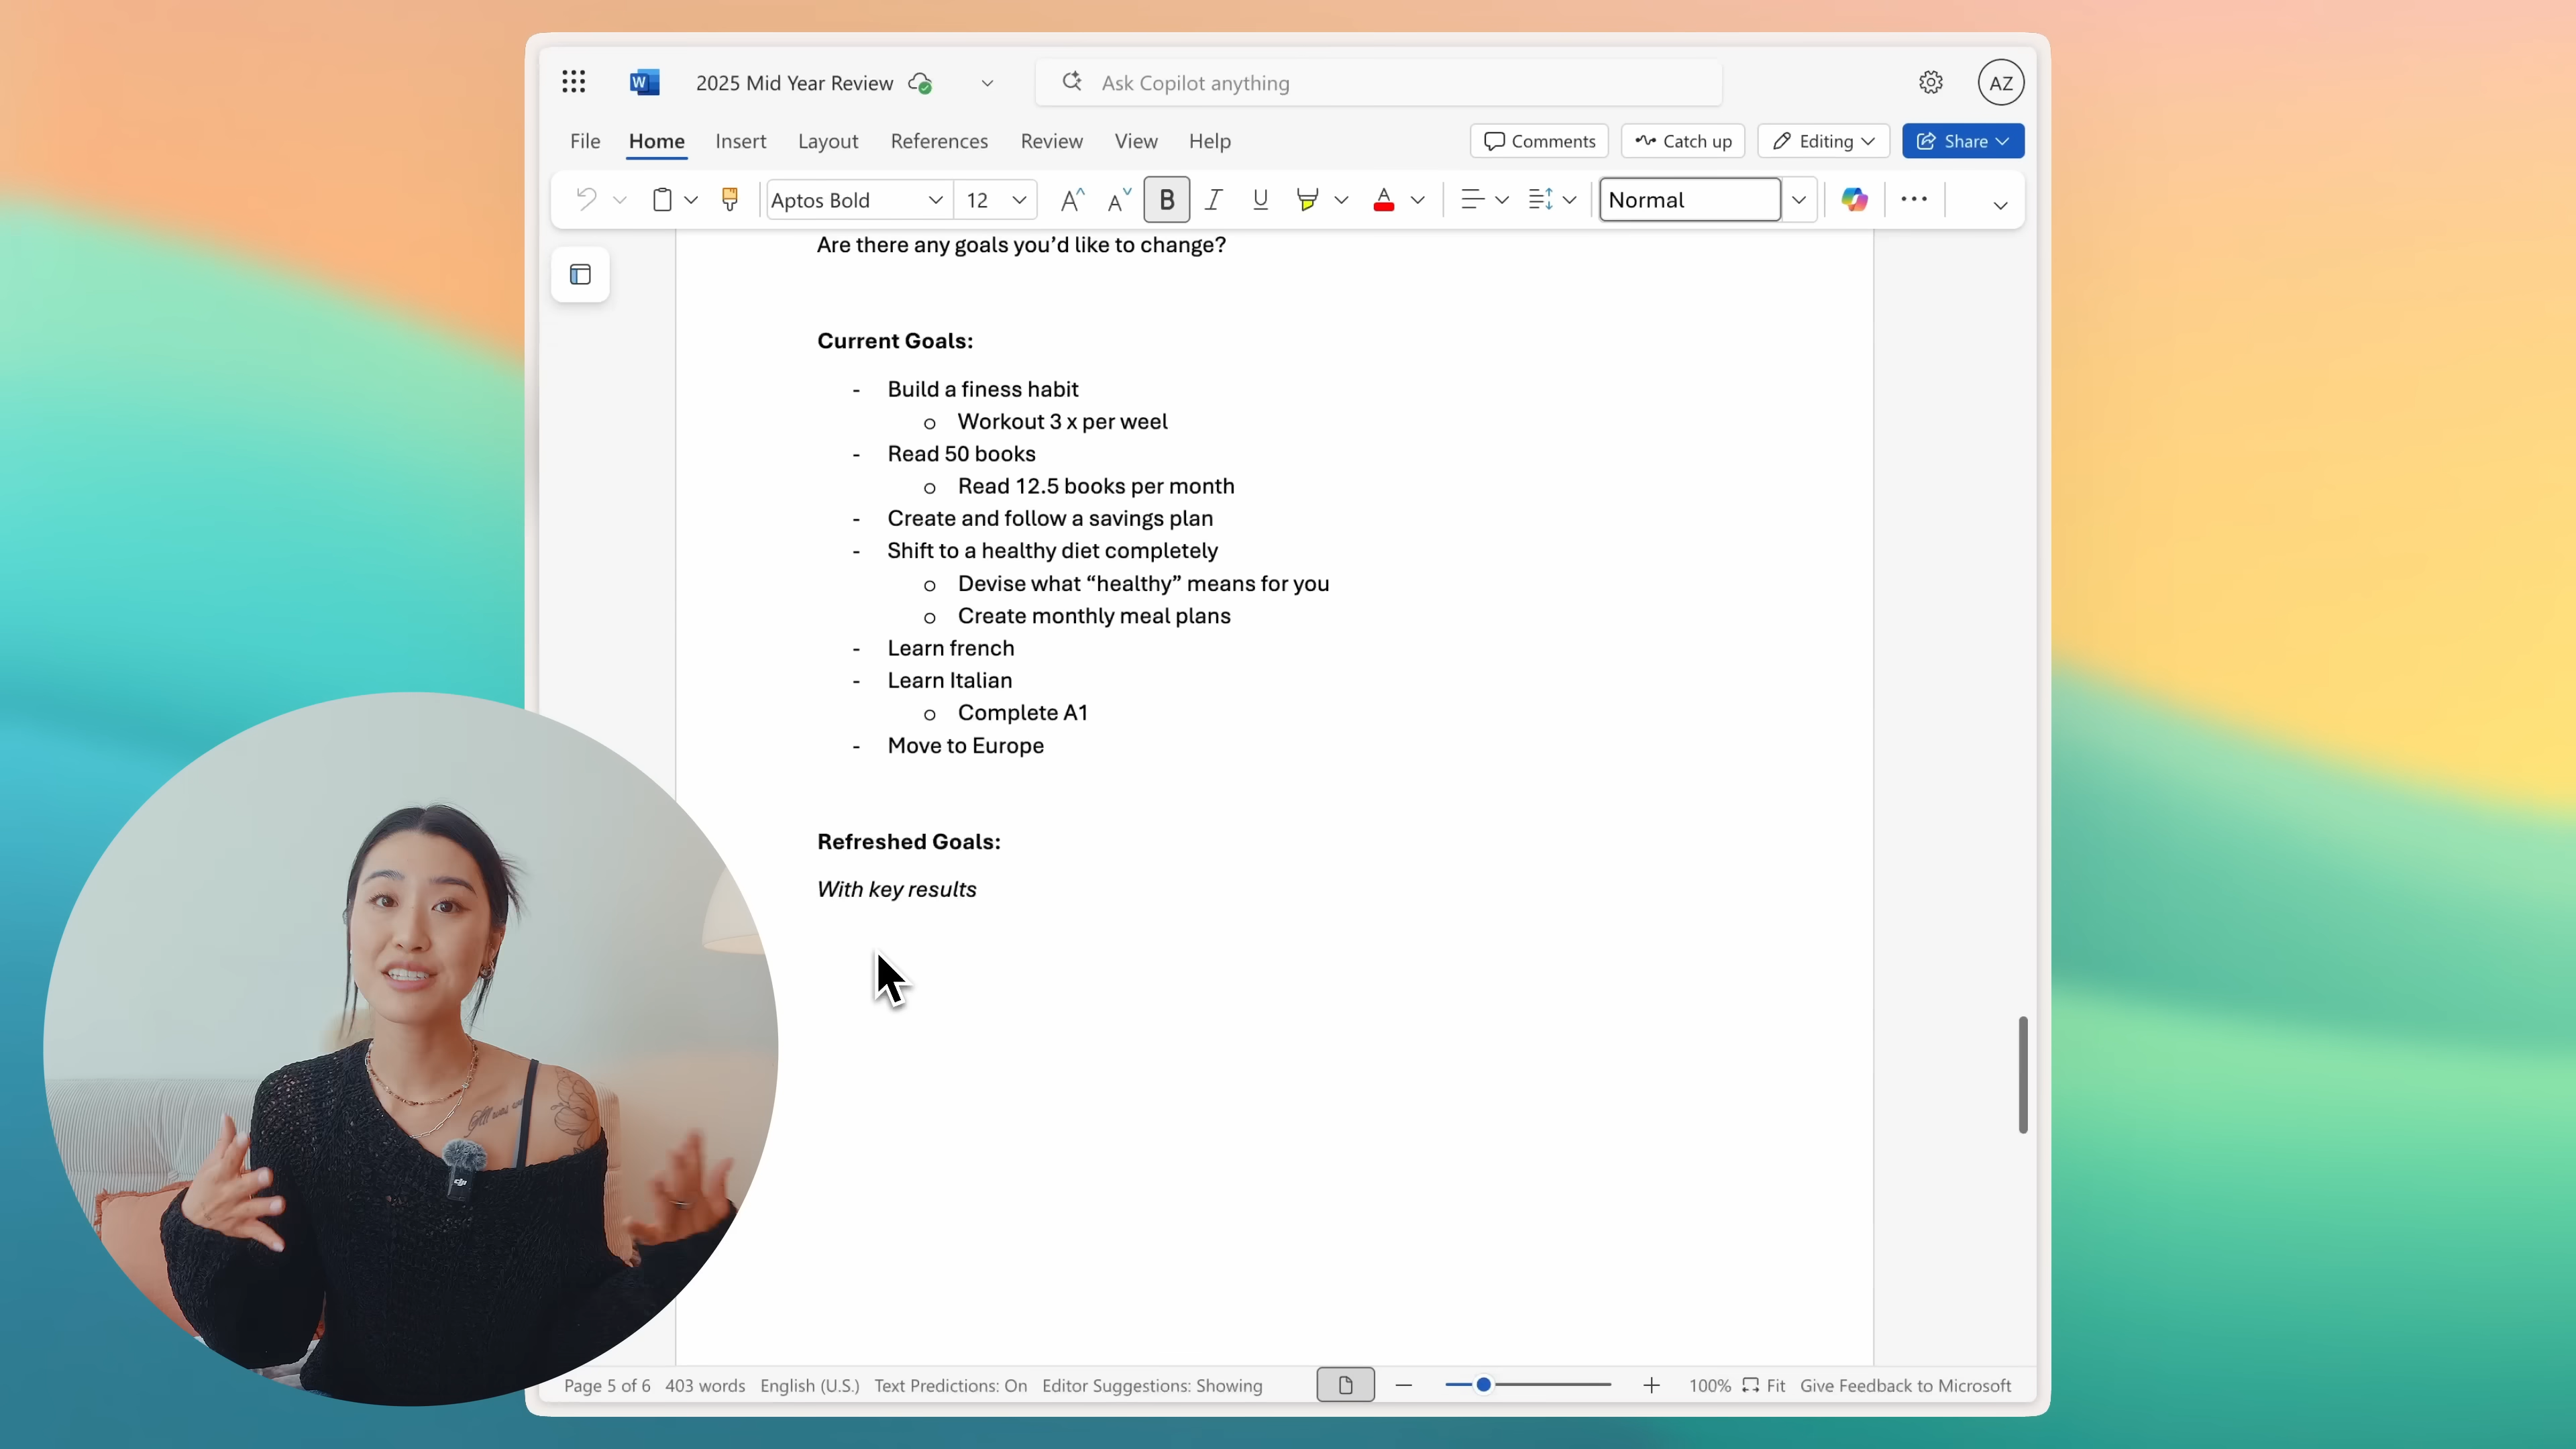 2025 Mid Year Review
Ask Copilot anything
AZ
File Home Insert Layout References Review View Help
Comments Catch up Editing Share
Aptos Bold 12 B I U A Normal
Are there any goals you’d like to change?
Current Goals:
- Build a finess habit
o Workout 3 x per weel
- Read 50 books
o Read 12.5 books per month
- Create and follow a savings plan
- Shift to a healthy diet completely
o Devise what “healthy” means for you
o Create monthly meal plans
- Learn french
- Learn Italian
o Complete A1
- Move to Europe
Refreshed Goals:
With key results
dji
Page 5 of 6 403 words English (U.S.) Text Predictions: On Editor Suggestions: Showing 100% Fit Give Feedback to Microsoft